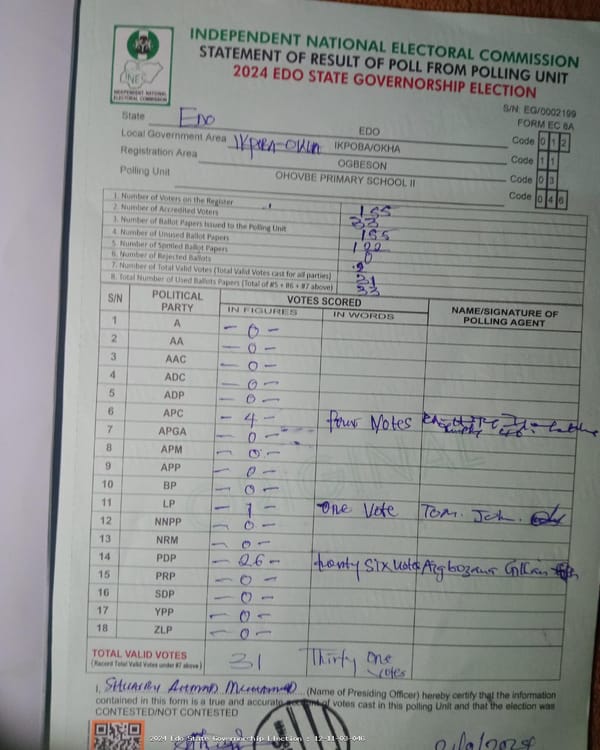 INDEPENDENT NATIONAL ELECTORAL COMMISSION
STATEMENT OF RESULT OF POLL FROM POLLING UNIT
2024 EDO STATE GOVERNORSHIP ELECTION
INEC
INDEPENDENT NATIONAL
ELECTORAL COMMISSION
S/N: EG/0002199
FORM EC 8A
State EDO EDO Code 0 1 2
Local Government Area IKPOBA-OKHA IKPOBA/OKHA Code 1 1
Registration Area OGBESON Code 0 3
Polling Unit OHOVBE PRIMARY SCHOOL II Code 0 4 6
1. Number of Voters on the Register 155
2. Number of Accredited Voters 33
3. Number of Ballot Papers Issued to the Polling Unit 155
4. Number of Unused Ballot Papers 122
5. Number of Spoiled Ballot Papers 0
6. Number of Rejected Ballots 2
7. Number of Total Valid Votes (Total Valid Votes cast for all parties) 31
8. Total Number of Used Ballots Papers (Total of #5 + #6 + #7 above) 33
S/N POLITICAL PARTY VOTES SCORED NAME/SIGNATURE OF POLLING AGENT
IN FIGURES IN WORDS
1 A - 0 -
2 AA - 0 -
3 AAC - 0 -
4 ADC - 0 -
5 ADP - 0 -
6 APC - 4 - Four Votes
7 APGA - 0 -
8 APM - 0 -
9 APP - 0 -
10 BP - 0 -
11 LP - 1 - One Vote Tom. Joh.
12 NNPP - 0 -
13 NRM - 0 -
14 PDP - 26 - twenty six votes
15 PRP - 0 -
16 SDP - 0 -
17 YPP - 0 -
18 ZLP - 0 -
TOTAL VALID VOTES 31 Thirty One votes
(Record Total Valid Votes under #7 above)
I, Shuaibu Ahmad Muhammad (Name of Presiding Officer) hereby certify that the information
contained in this form is a true and accurate account of votes cast in this polling Unit and that the election was
CONTESTED/NOT CONTESTED
2024 Edo State Governorship Election : 12-11-03-046